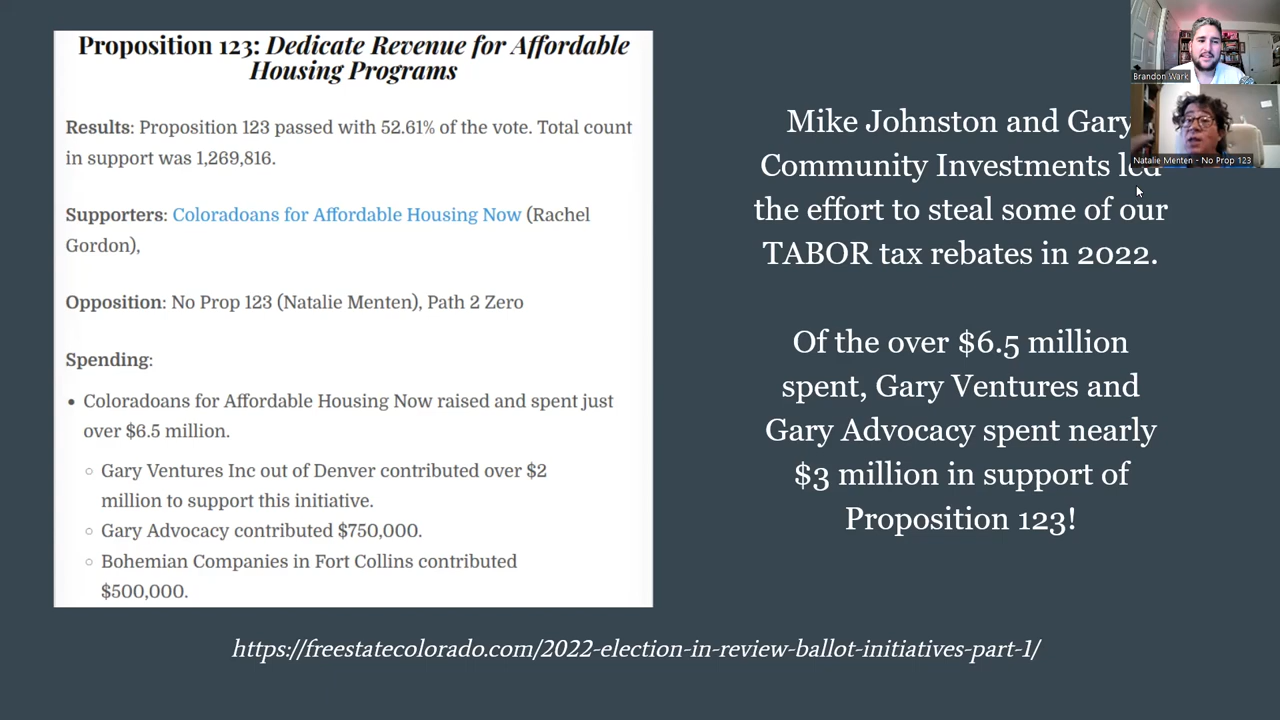 Proposition 123: Dedicate Revenue for Affordable
Housing Programs
Results: Proposition 123 passed with 52.61% of the vote. Total count
in support was 1,269,816.
Supporters: Coloradoans for Affordable Housing Now (Rachel
Gordon),
Opposition: No Prop 123 (Natalie Menten), Path 2 Zero
Spending:
• Coloradoans for Affordable Housing Now raised and spent just
over $6.5 million.
○ Gary Ventures Inc out of Denver contributed over $2
million to support this initiative.
○ Gary Advocacy contributed $750,000.
○ Bohemian Companies in Fort Collins contributed
$500,000.
Mike Johnston and Gary
Community Investments led
the effort to steal some of our
TABOR tax rebates in 2022.
Of the over $6.5 million
spent, Gary Ventures and
Gary Advocacy spent nearly
$3 million in support of
Proposition 123!
https://freestatecolorado.com/2022-election-in-review-ballot-initiatives-part-1/
Brandon Wark
Natalie Menten - No Prop 123